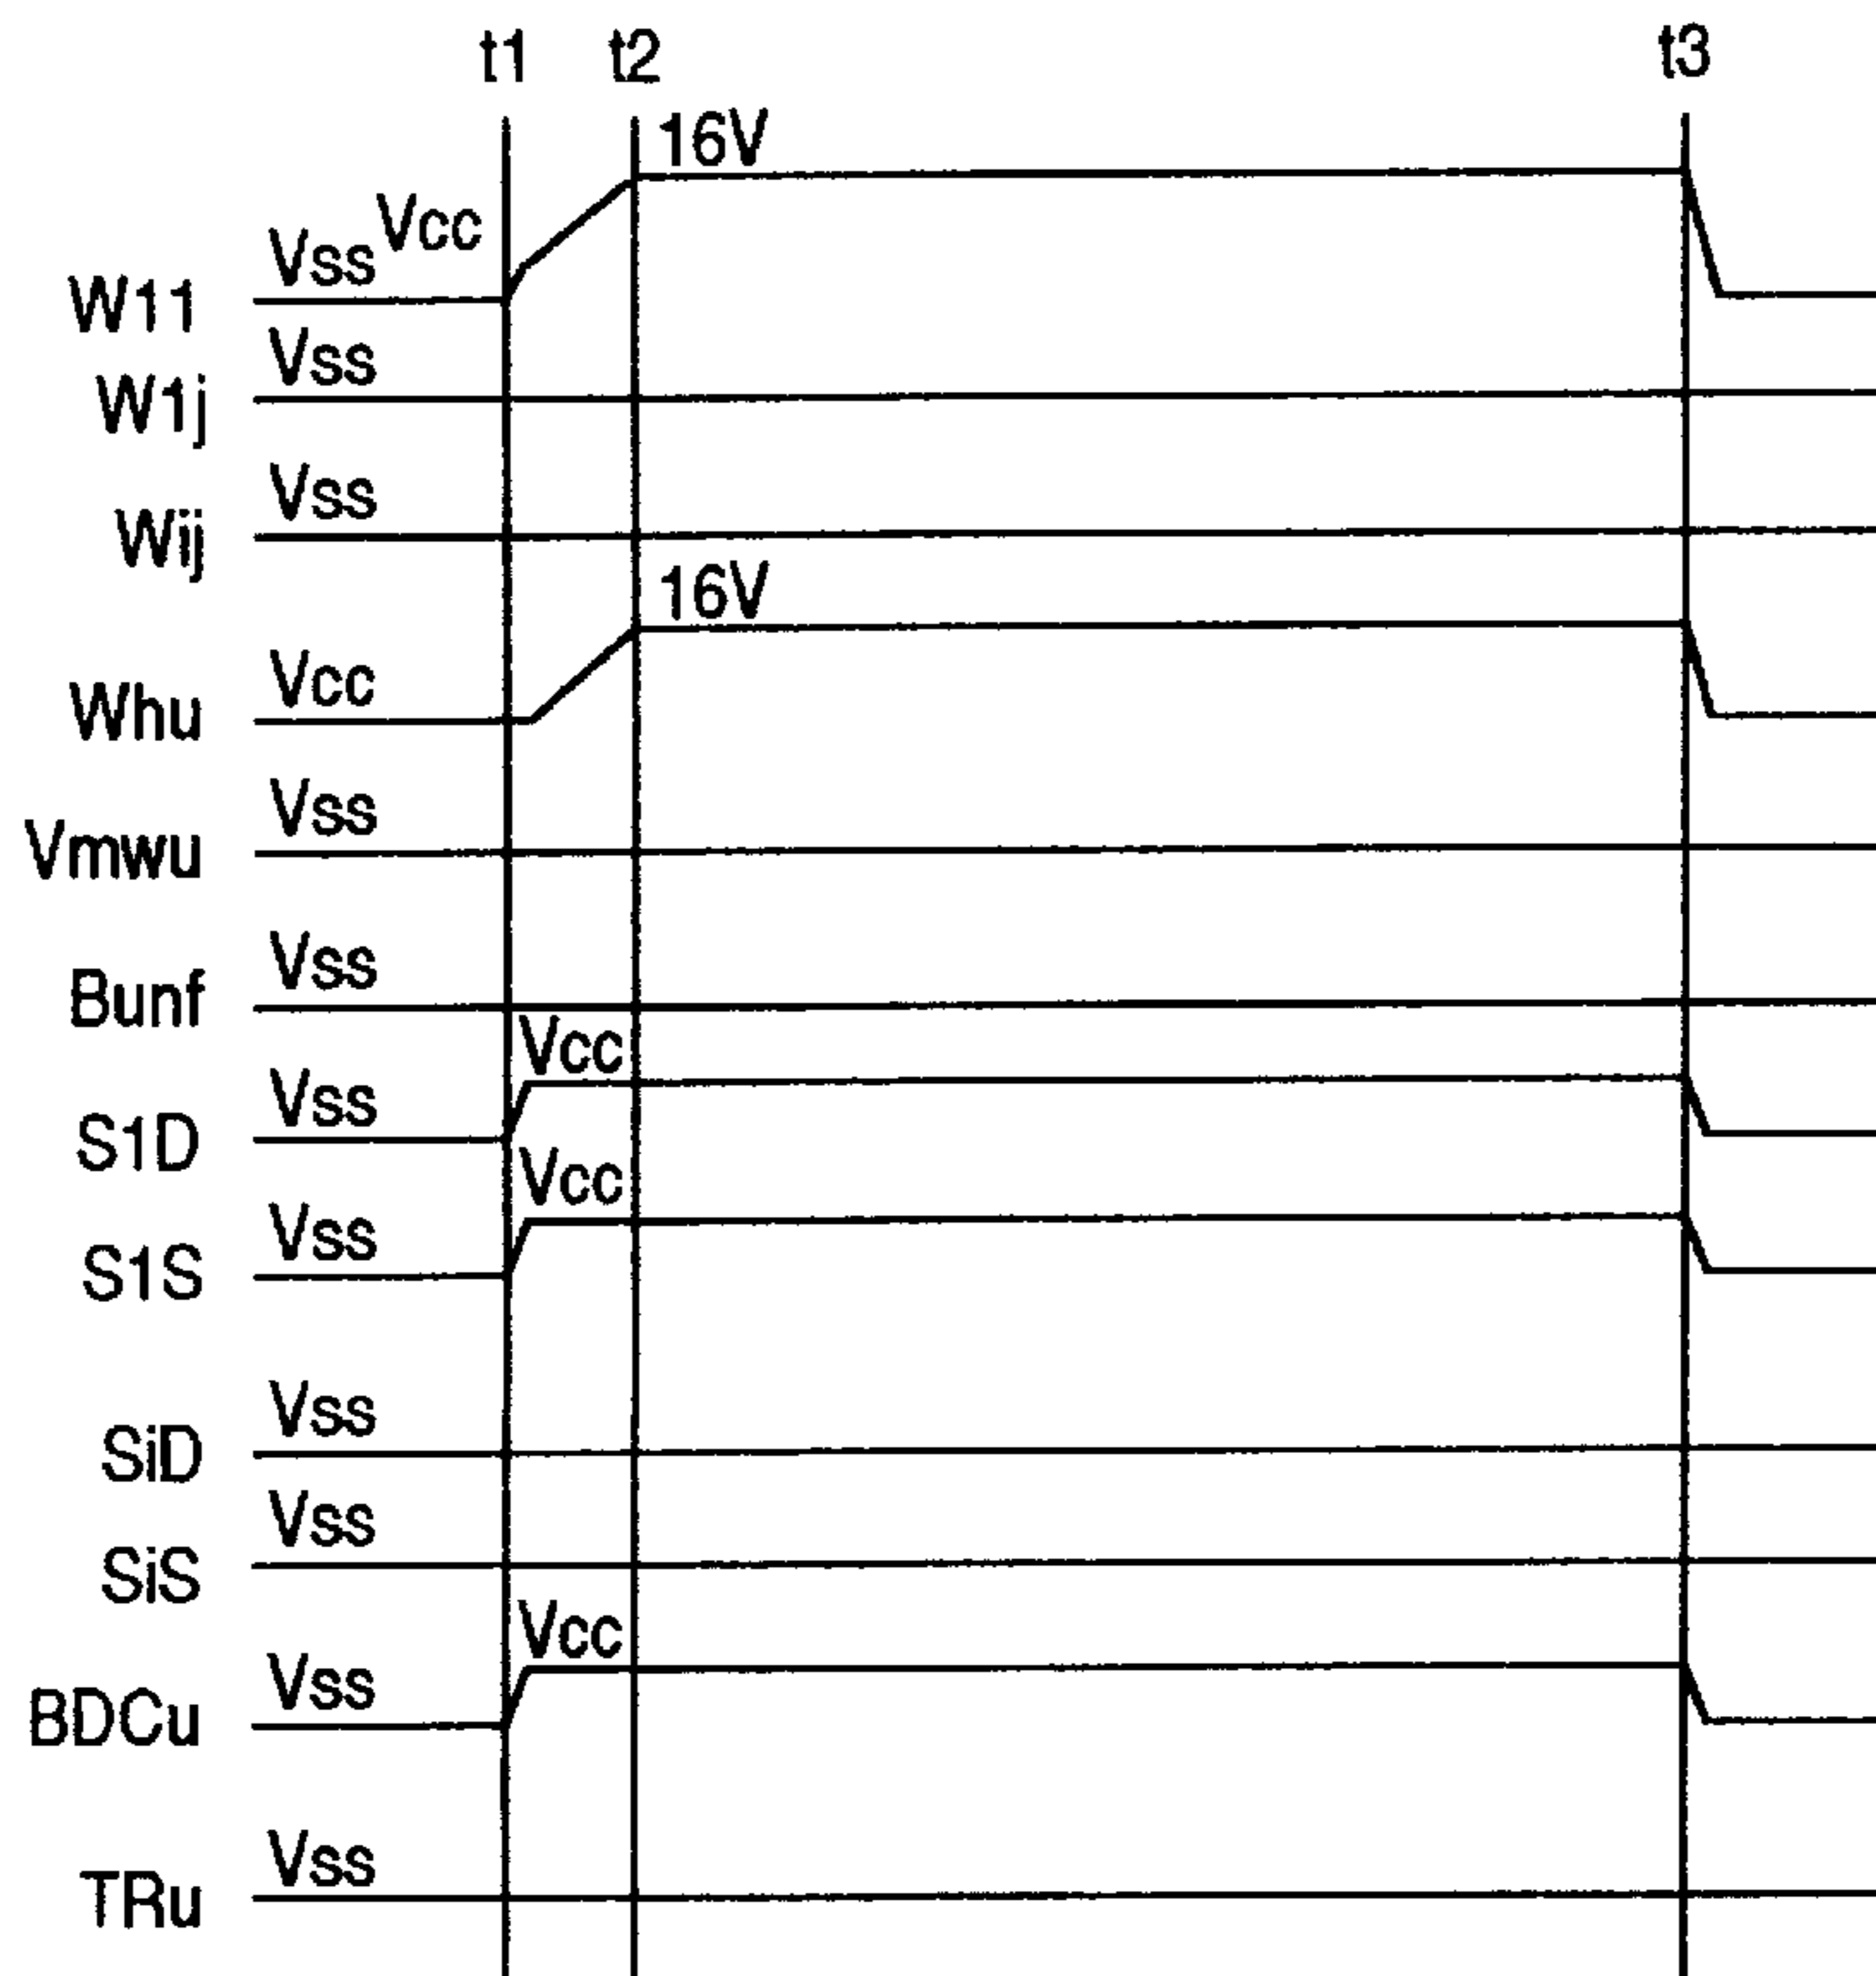 t1 t2 t3
16V
Vcc
Vss
W11
Vss
W1j
Vss
Wij
16V
Vcc
Whu
Vss
Vmwu
Vss
Bunf
Vcc
Vss
S1D
Vcc
Vss
S1S
Vss
SiD
Vss
SiS
Vcc
Vss
BDCu
Vss
TRu